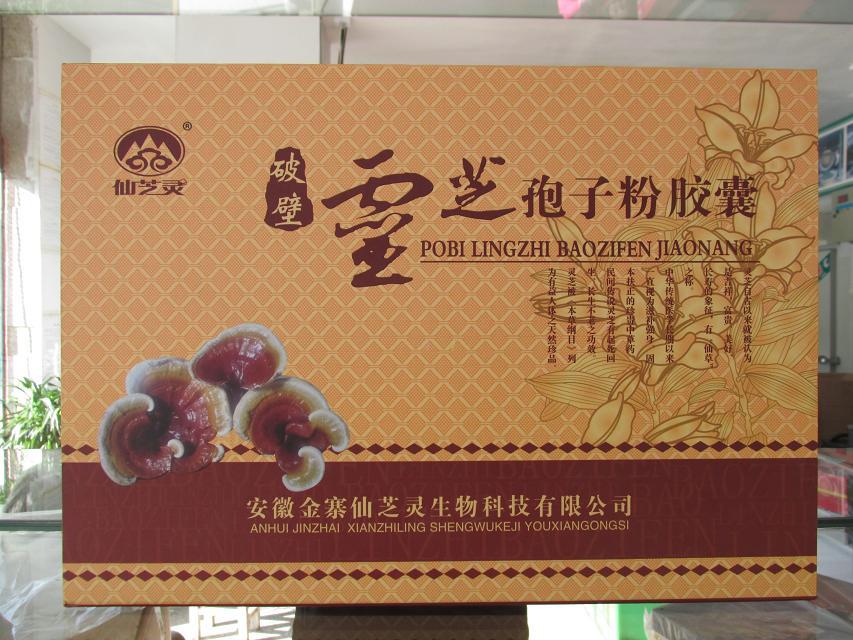 仙芝灵
®
破壁
靈芝孢子粉胶囊
POBI LINGZHI BAOZIFEN JIAONANG
灵芝自古以来就被认为
是吉祥、富贵、美好、
长寿的象征，有“仙草”
之称，
中华传统医学长期以来
一直视为滋补强身、固
本扶正的珍贵中草药，
民间传说灵芝有起死回
生、长生不老之功效，
灵芝被《本草纲目》列
为有益人体之天然珍品。
安徽金寨仙芝灵生物科技有限公司
ANHUI JINZHAI XIANZHILING SHENGWUKEJI YOUXIANGONGSI